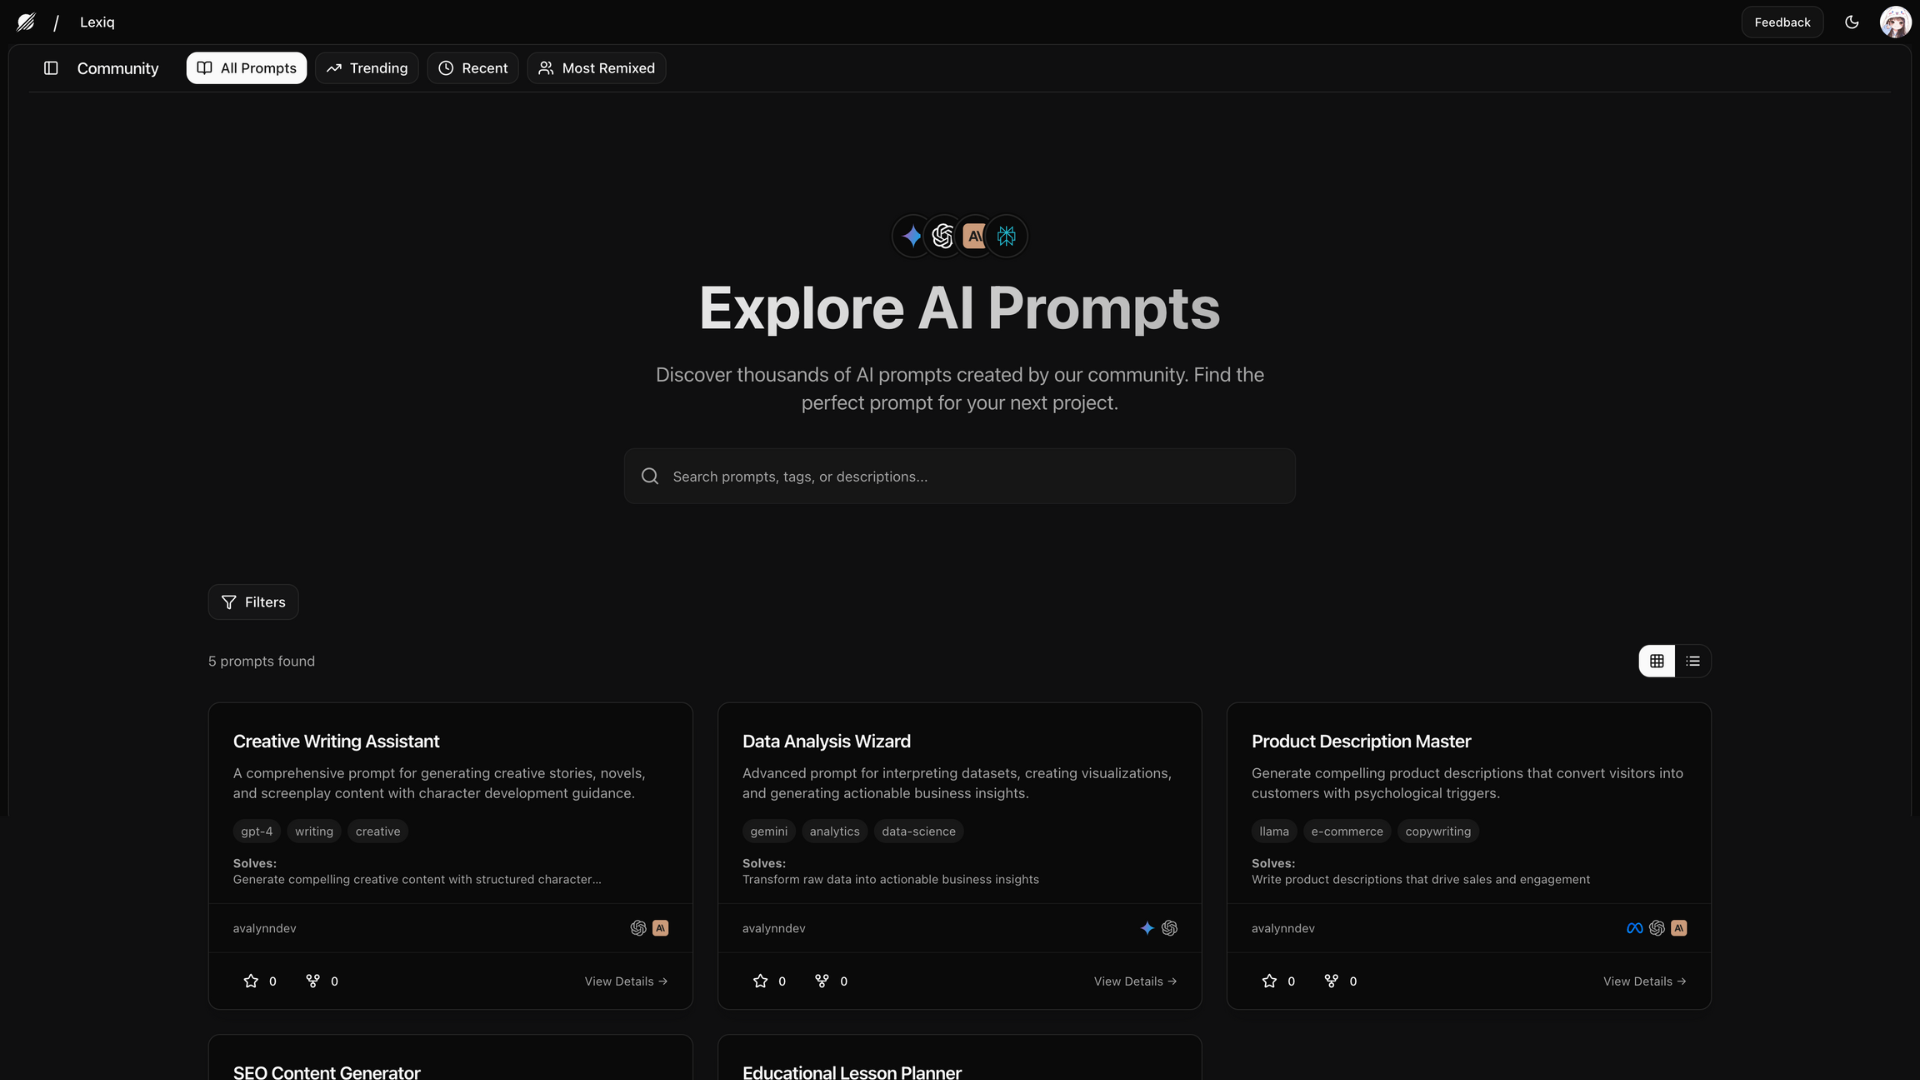 / Lexiq
Feedback
Community
All Prompts
Trending
Recent
Most Remixed
Explore AI Prompts
Discover thousands of AI prompts created by our community. Find the
perfect prompt for your next project.
Search prompts, tags, or descriptions...
Filters
5 prompts found
Creative Writing Assistant
A comprehensive prompt for generating creative stories, novels,
and screenplay content with character development guidance.
gpt-4 writing creative
Solves:
Generate compelling creative content with structured character...
avalynndev
AI
0 0 View Details →
Data Analysis Wizard
Advanced prompt for interpreting datasets, creating visualizations,
and generating actionable business insights.
gemini analytics data-science
Solves:
Transform raw data into actionable business insights
avalynndev
0 0 View Details →
Product Description Master
Generate compelling product descriptions that convert visitors into
customers with psychological triggers.
llama e-commerce copywriting
Solves:
Write product descriptions that drive sales and engagement
avalynndev
AI
0 0 View Details →
SEO Content Generator
Educational Lesson Planner